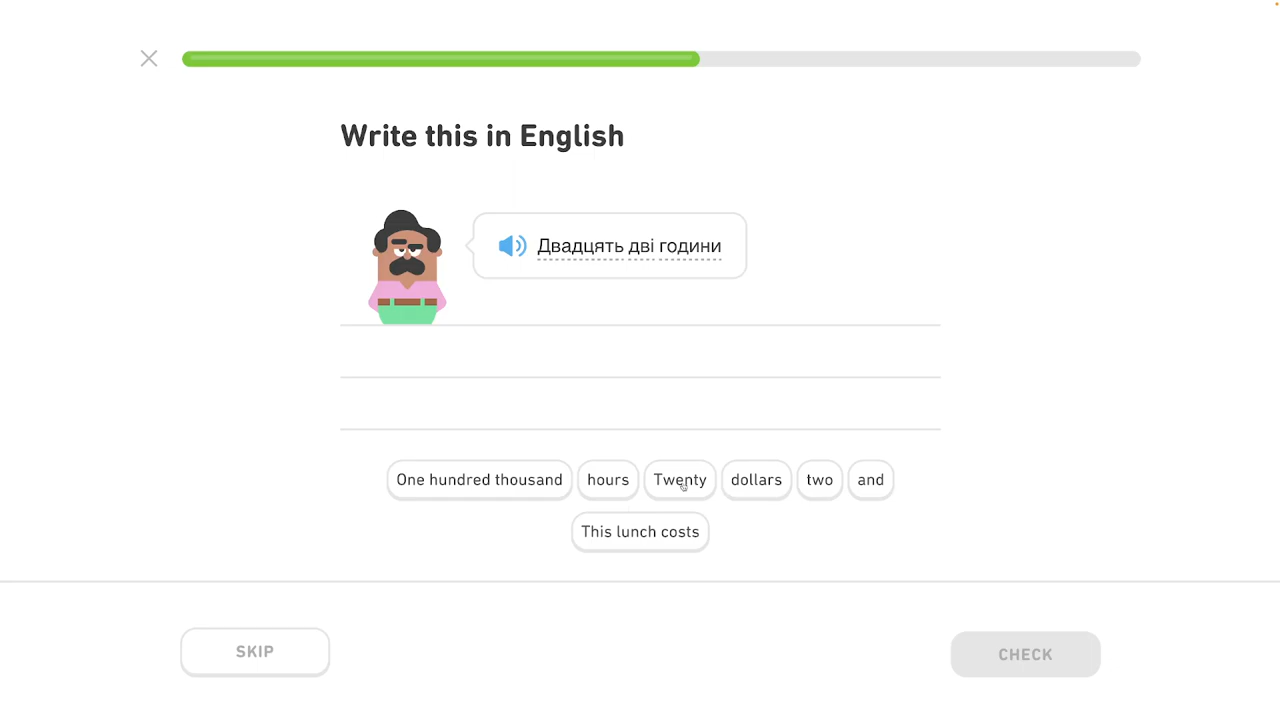 Write this in English
Двадцять дві години
One hundred thousand hours Twenty dollars two and
This lunch costs
SKIP CHECK